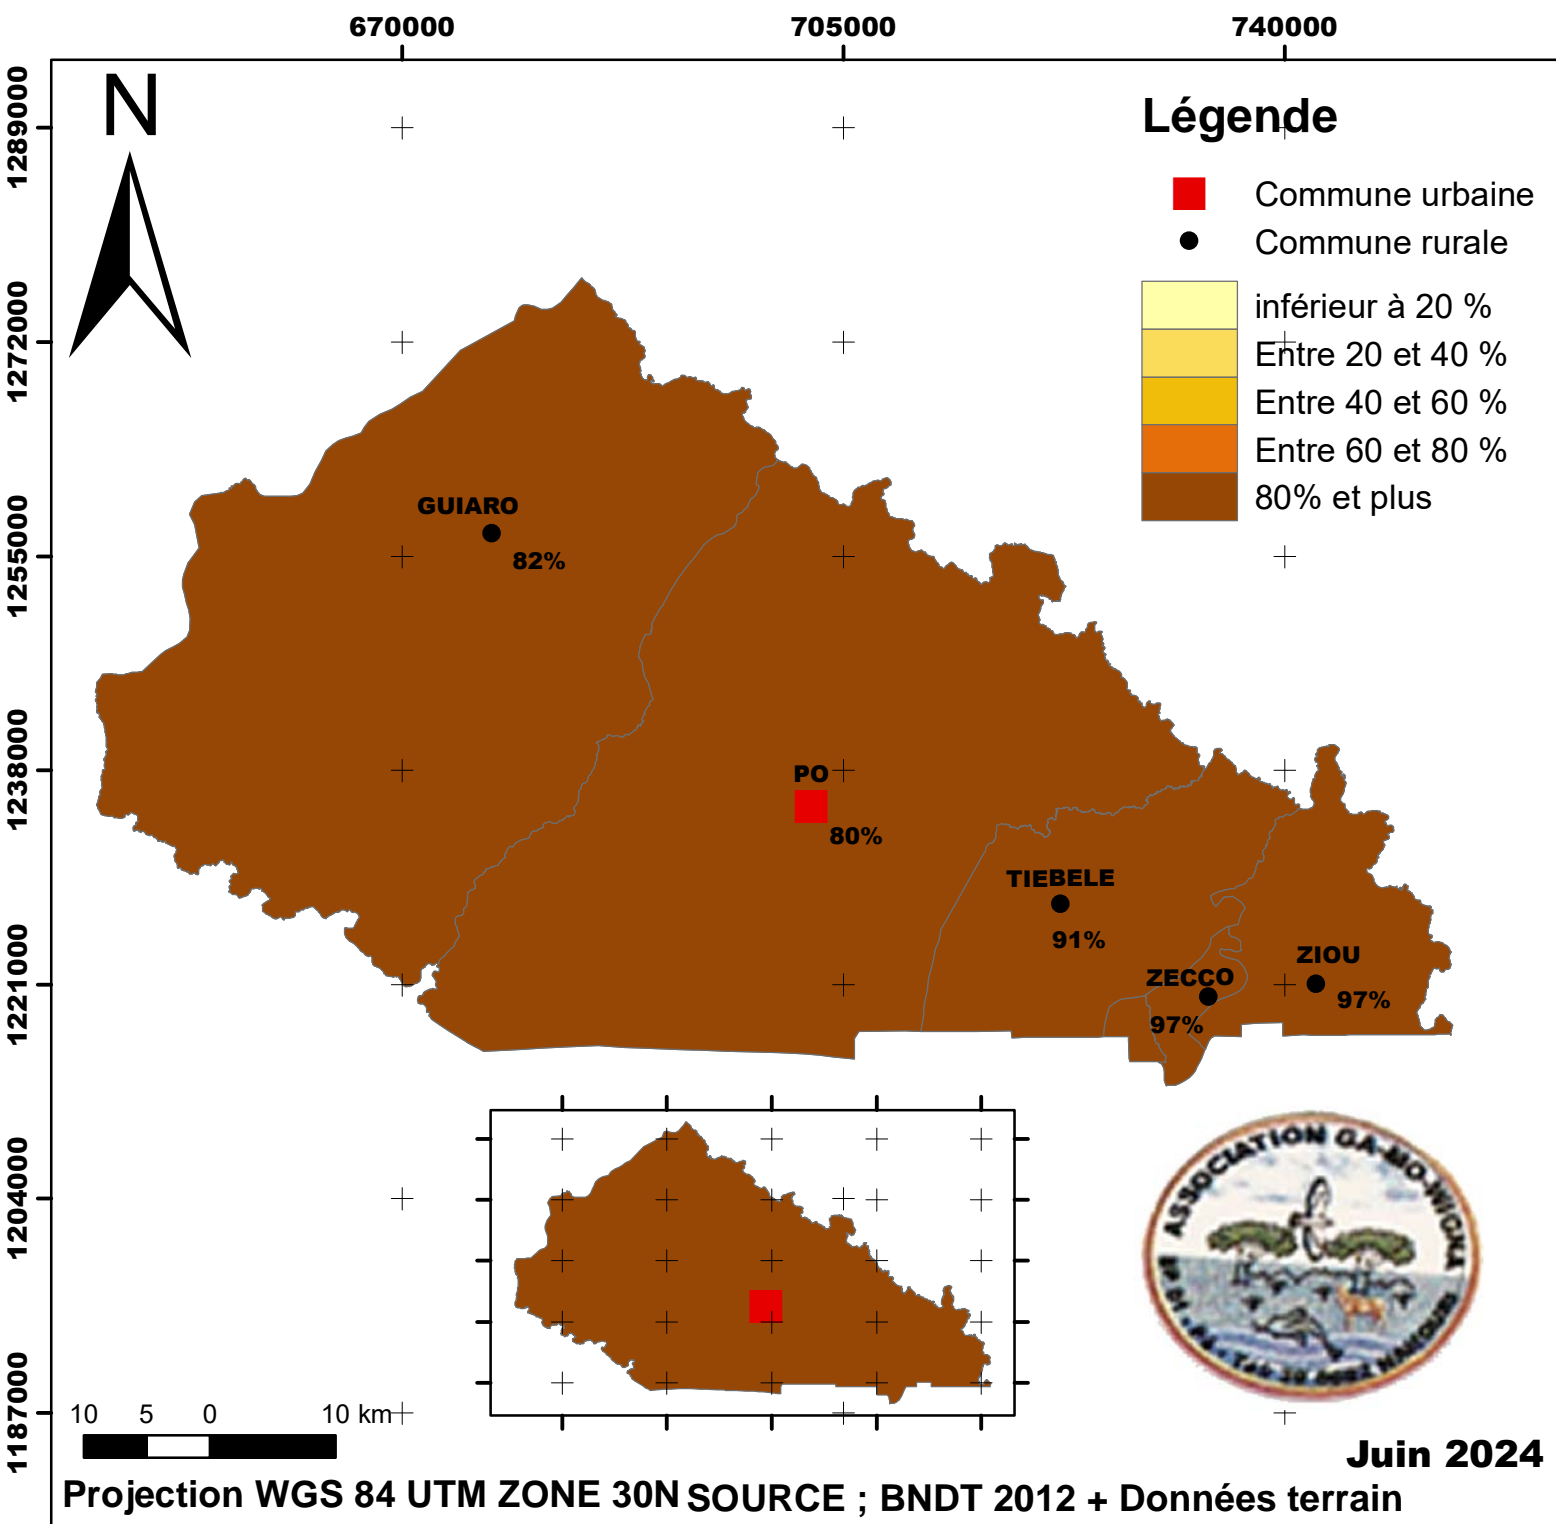 670000 705000 740000
1289000
1272000
1255000
1238000
1221000
1204000
1187000
N
Légende
Commune urbaine
Commune rurale
inférieur à 20 %
Entre 20 et 40 %
Entre 40 et 60 %
Entre 60 et 80 %
80% et plus
GUIARO
82%
PO
80%
TIEBELE
91%
ZECCO
97%
ZIOU
97%
ASSOCIATION GA-MO-WIGNA
10 5 0 10 km
Juin 2024
Projection WGS 84 UTM ZONE 30N SOURCE ; BNDT 2012 + Données terrain